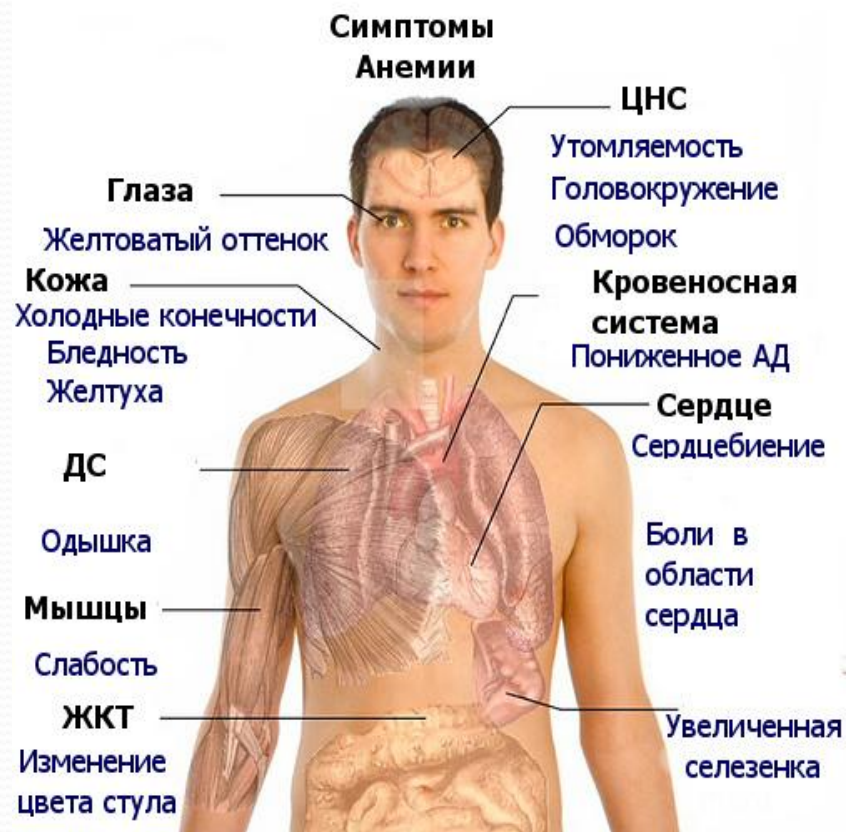 Симптомы
Анемии
ЦНС
Утомляемость
Головокружение
Обморок
Глаза
Желтоватый оттенок
Кожа
Холодные конечности
Бледность
Желтуха
Кровеносная
система
Пониженное АД
Сердце
Сердцебиение
Боли в
области
сердца
ДС
Одышка
Мышцы
Слабость
ЖКТ
Изменение
цвета стула
Увеличенная
селезенка